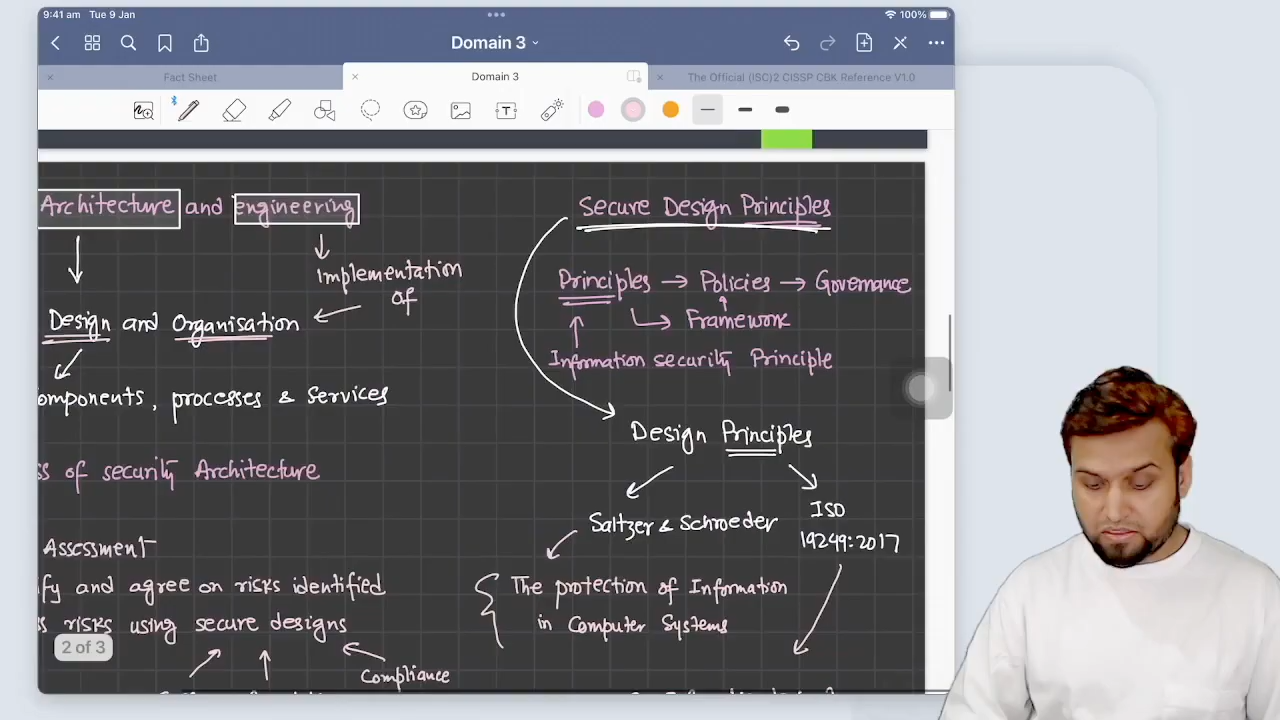 9:41 am Tue 9 Jan
100%
Domain 3
Fact Sheet
Domain 3
The Official (ISC)2 CISSP CBK Reference V1.0
Architecture and engineering
Implementation
of
Design and Organisation
omponents, processes & services
ss of security Architecture
Assessment
ify and agree on risks identified
s risks using secure designs
Compliance
2 of 3
Secure Design Principles
Principles → Policies → Governance
Framework
Information security Principle
Design Principles
Saltzer & Schroeder
ISO
19249:2017
The protection of Information
in Computer Systems